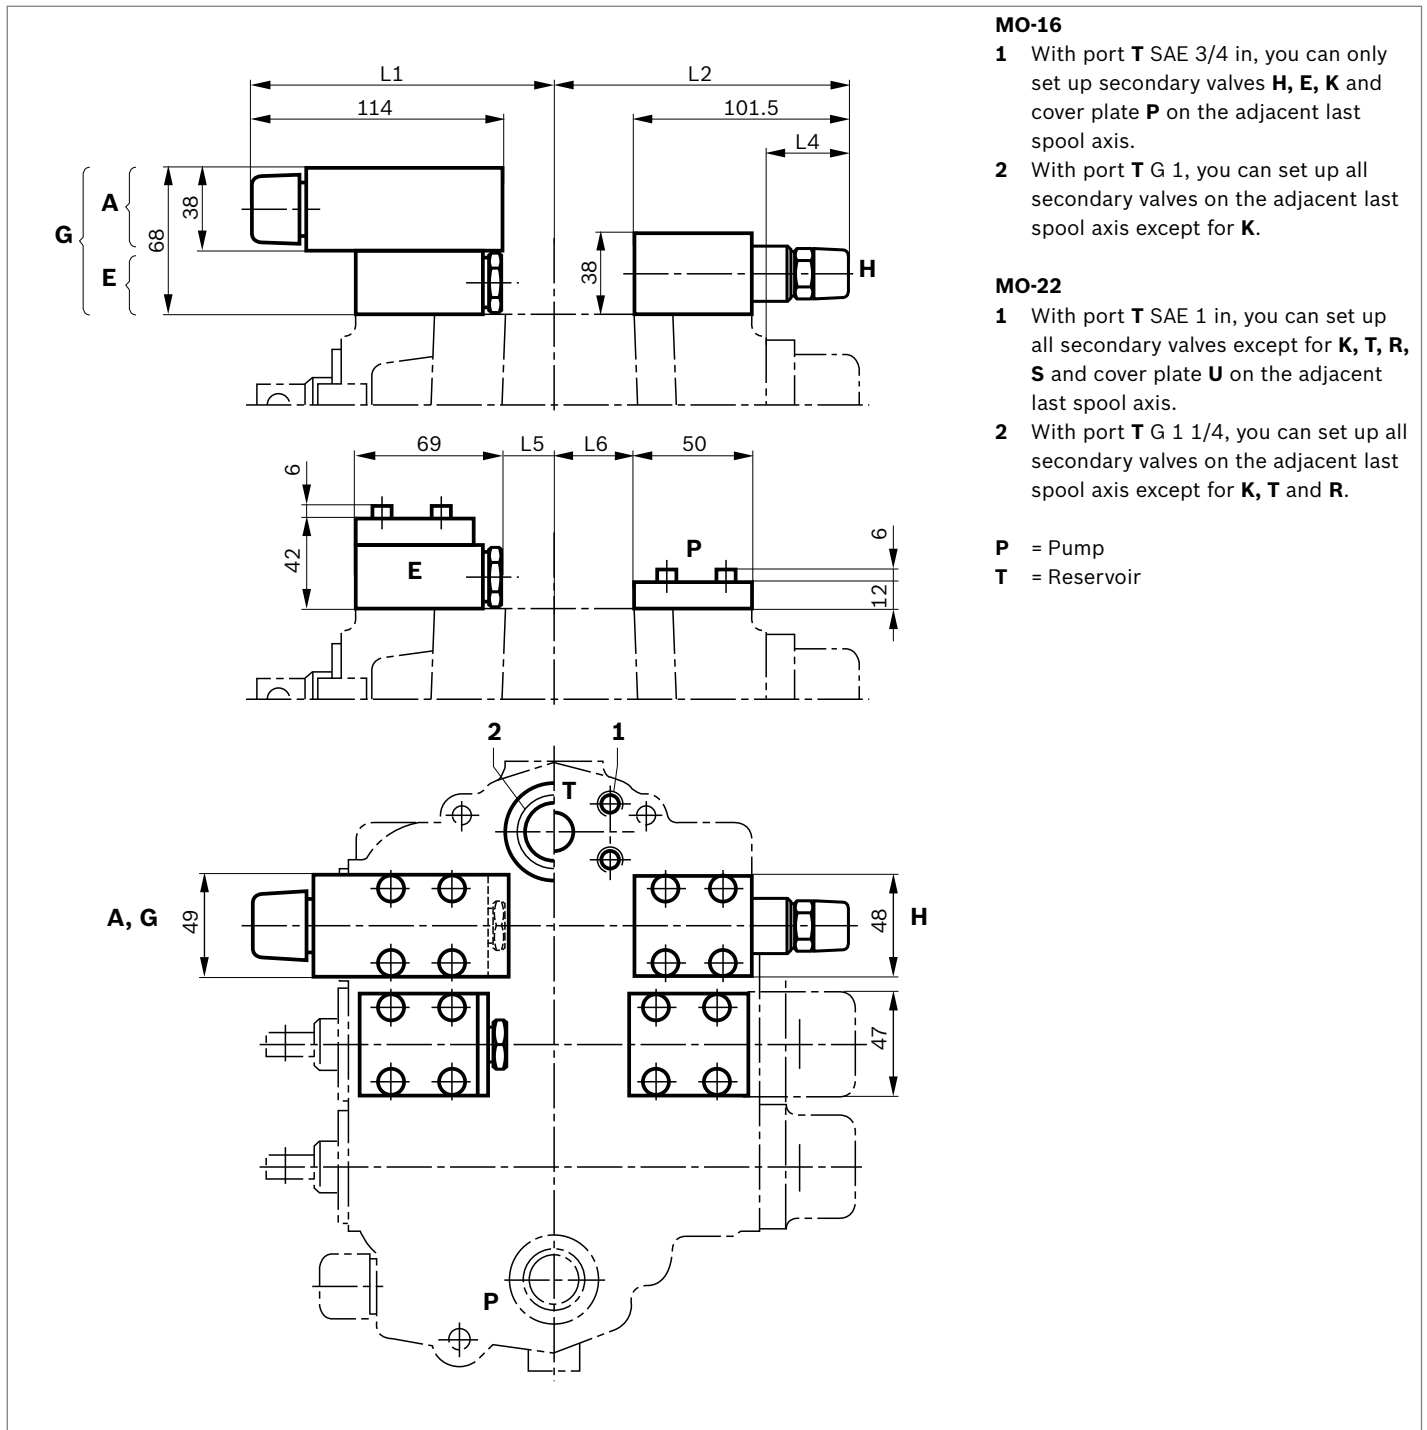 L1
L2
114
101.5
L4
G
A
E
68
38
38
H
69
L5
L6
50
6
42
E
P
6
12
2
1
T
A, G
49
48
H
47
P
MO-16
1 With port T SAE 3/4 in, you can only
set up secondary valves H, E, K and
cover plate P on the adjacent last
spool axis.
2 With port T G 1, you can set up all
secondary valves on the adjacent last
spool axis except for K.
MO-22
1 With port T SAE 1 in, you can set up
all secondary valves except for K, T, R,
S and cover plate U on the adjacent
last spool axis.
2 With port T G 1 1/4, you can set up all
secondary valves on the adjacent last
spool axis except for K, T and R.
P = Pump
T = Reservoir